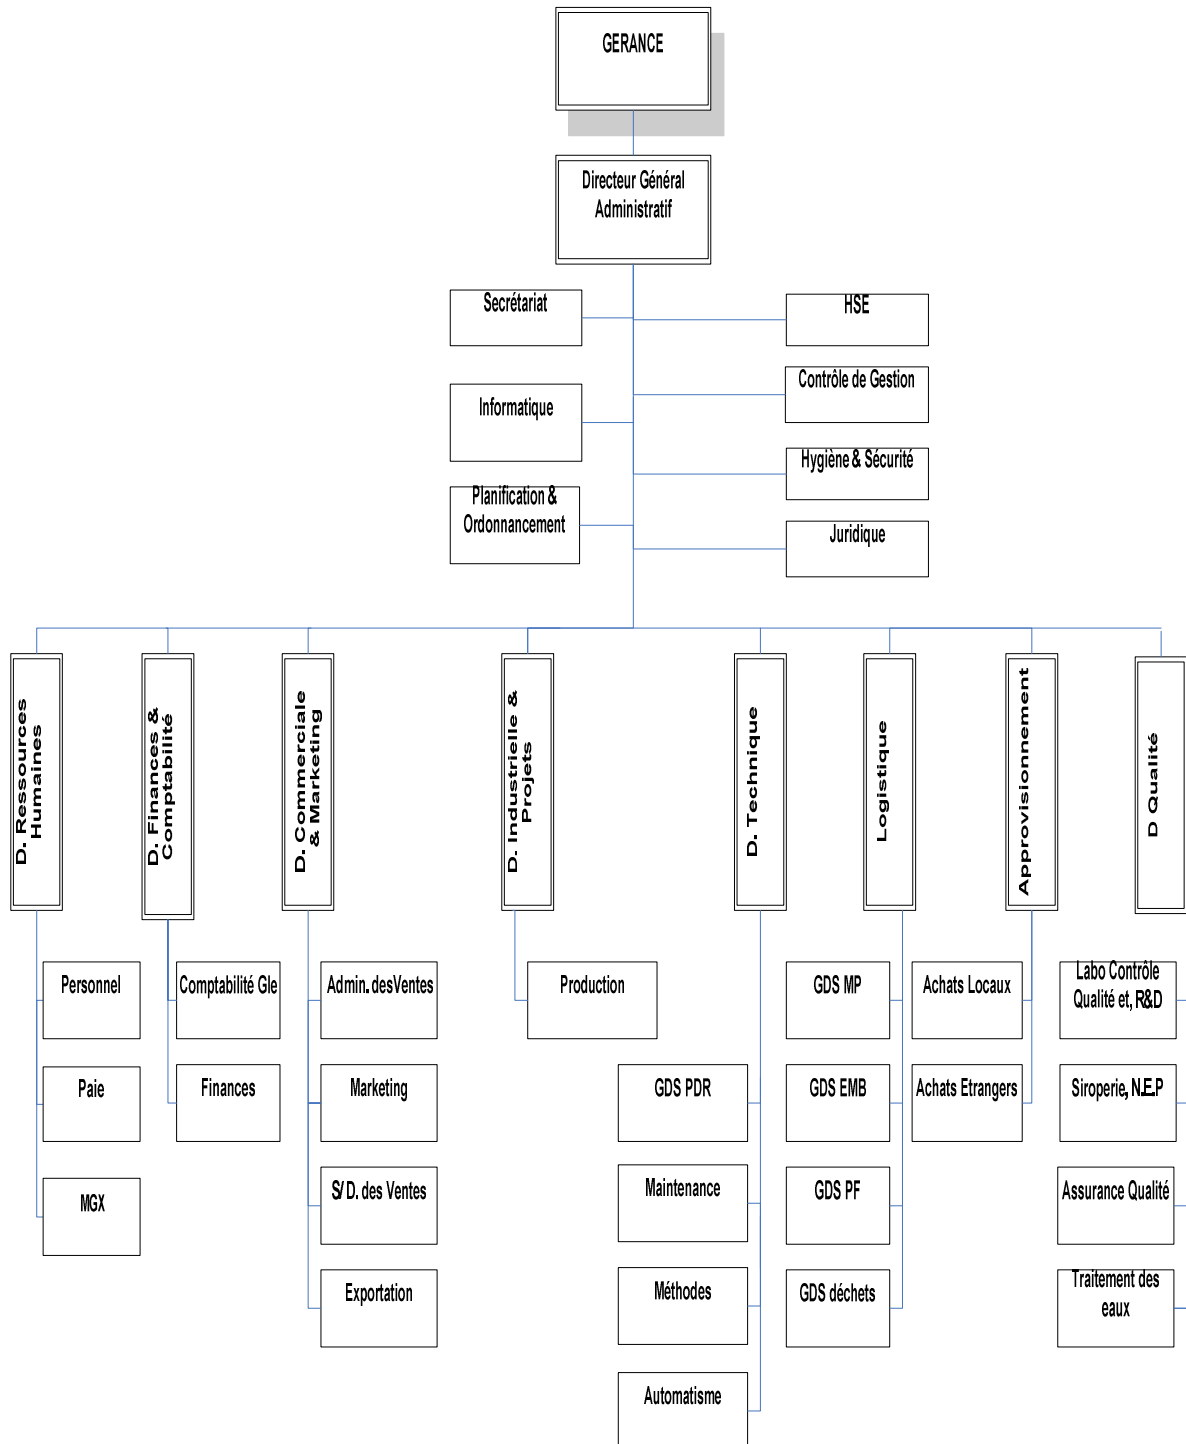 GERANCE
Directeur Général
Administratif
Secrétariat
HSE
Contrôle de Gestion
Informatique
Hygiène & Sécurité
Planification &
Ordonnancement
Juridique
D. Ressources
Humaines
D. Finances &
Comptabilité
D. Commerciale
& Marketing
D. Industrielle &
Projets
D. Technique
Logistique
Approvisionnement
D Qualité
Personnel
Comptabilité Gle
Admin. desVentes
Production
GDS MP
Achats Locaux
Labo Contrôle
Qualité et, R&D
Paie
Finances
Marketing
GDS PDR
GDS EMB
Achats Etrangers
Siroperie, N.E.P
MGX
S/ D. des Ventes
Maintenance
GDS PF
Assurance Qualité
Exportation
Méthodes
GDS déchets
Traitement des
eaux
Automatisme